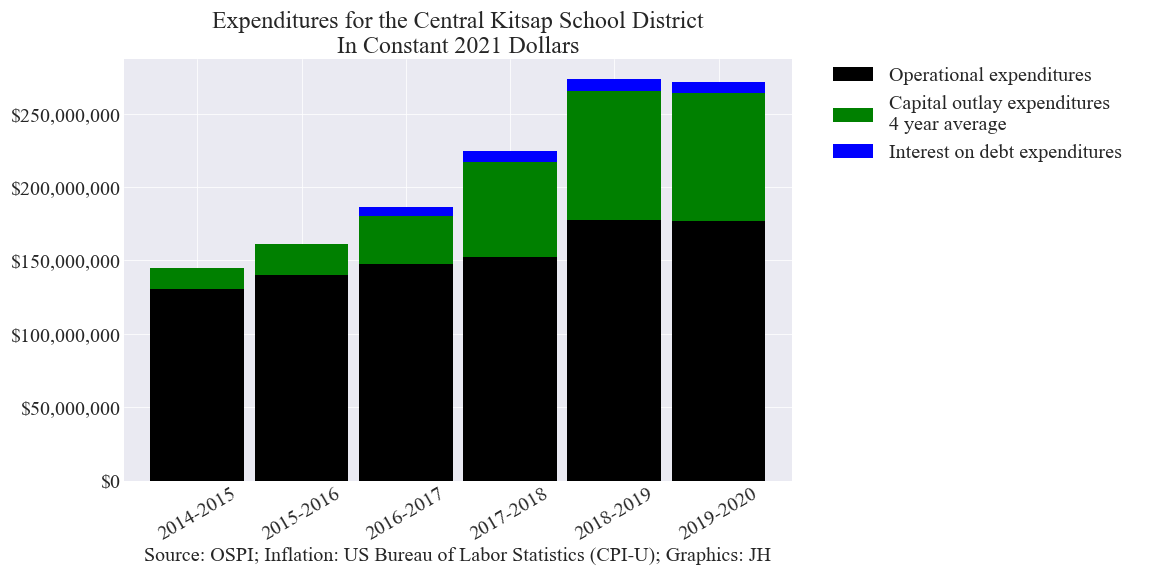 Expenditures for the Central Kitsap School District
In Constant 2021 Dollars
Operational expenditures
Capital outlay expenditures
4 year average
Interest on debt expenditures
$250,000,000
$200,000,000
$150,000,000
$100,000,000
$50,000,000
$0
2014-2015
2015-2016
2016-2017
2017-2018
2018-2019
2019-2020
Source: OSPI; Inflation: US Bureau of Labor Statistics (CPI-U); Graphics: JH